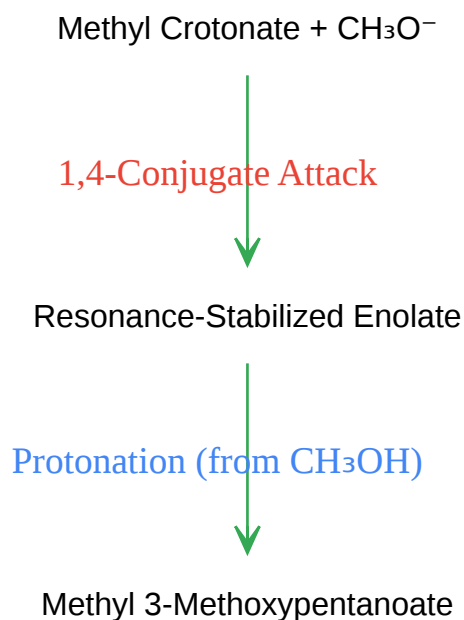 Methyl Crotonate + CH₃O⁻
1,4-Conjugate Attack
Resonance-Stabilized Enolate
Protonation (from CH₃OH)
Methyl 3-Methoxypentanoate